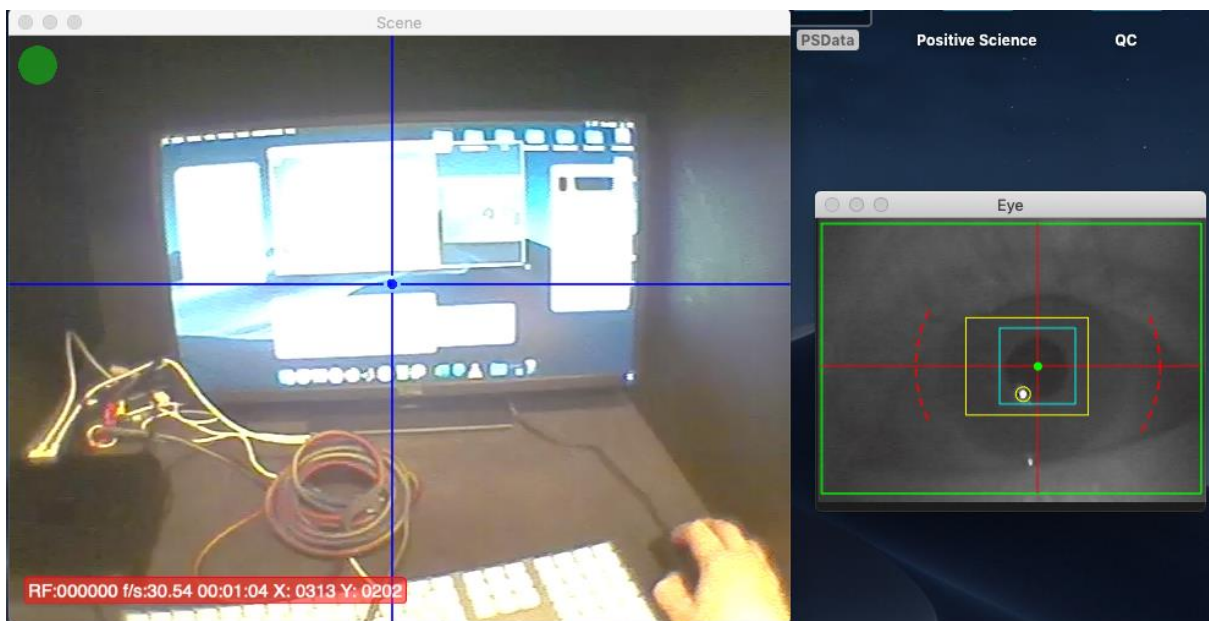 Scene
PSData Positive Science QC
Eye
RF:000000 f/s:30.54 00:01:04 X: 0313 Y: 0202